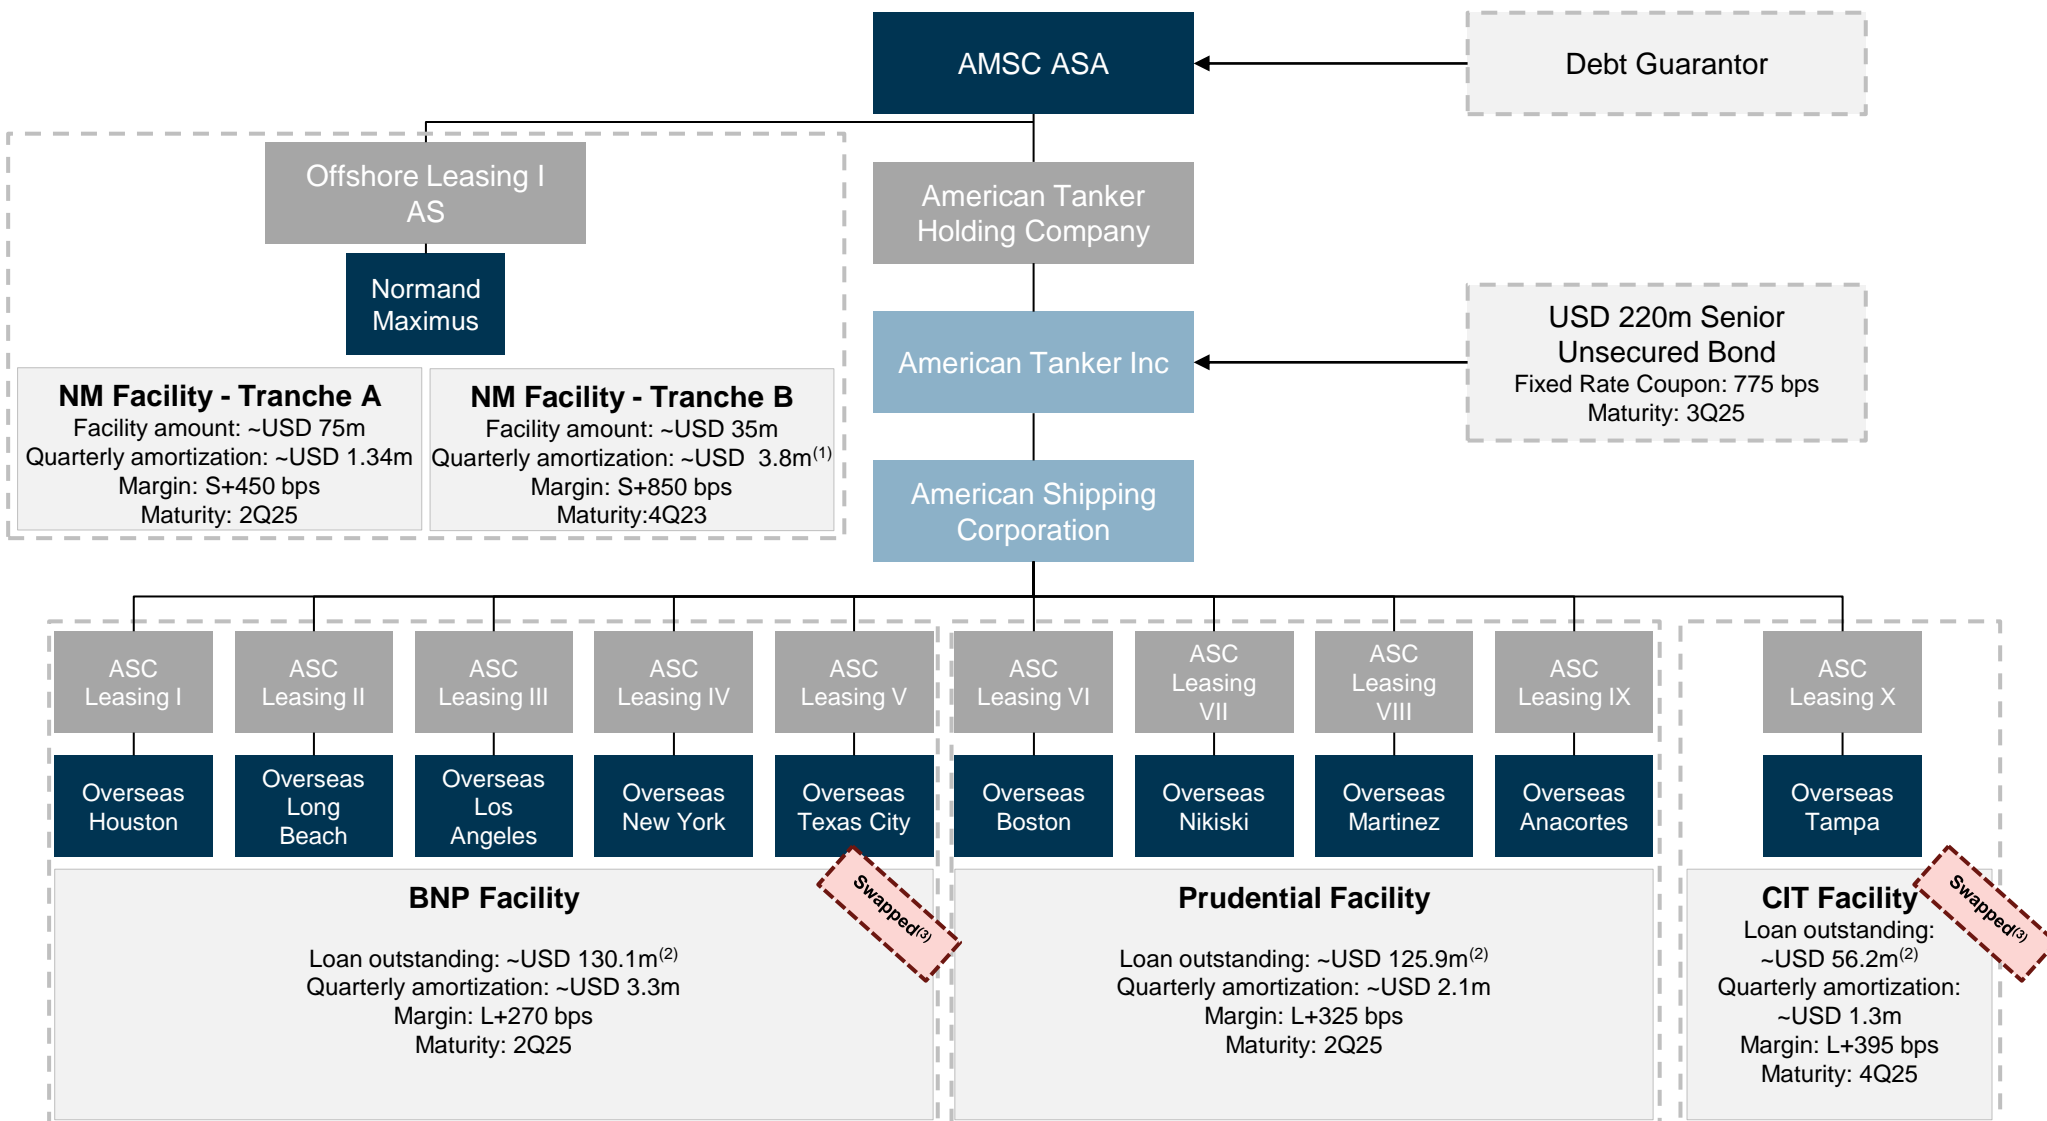 AMSC ASA
Debt Guarantor
Offshore Leasing I
AS
American Tanker
Holding Company
Normand
Maximus
American Tanker Inc
USD 220m Senior
Unsecured Bond
Fixed Rate Coupon: 775 bps
Maturity: 3Q25
NM Facility - Tranche A
Facility amount: ~USD 75m
Quarterly amortization: ~USD 1.34m
Margin: S+450 bps
Maturity: 2Q25
NM Facility - Tranche B
Facility amount: ~USD 35m
Quarterly amortization: ~USD  3.8m(1)
Margin: S+850 bps
Maturity:4Q23
American Shipping
Corporation
ASC
Leasing I
ASC
Leasing II
ASC
Leasing III
ASC
Leasing IV
ASC
Leasing V
ASC
Leasing VI
ASC
Leasing
VII
ASC
Leasing
VIII
ASC
Leasing IX
ASC
Leasing X
Overseas
Houston
Overseas
Long
Beach
Overseas
Los
Angeles
Overseas
New York
Overseas
Texas City
Overseas
Boston
Overseas
Nikiski
Overseas
Martinez
Overseas
Anacortes
Overseas
Tampa
BNP Facility
Loan outstanding: ~USD 130.1m(2)
Quarterly amortization: ~USD 3.3m
Margin: L+270 bps
Maturity: 2Q25
Swapped(3)
Prudential Facility
Loan outstanding: ~USD 125.9m(2)
Quarterly amortization: ~USD 2.1m
Margin: L+325 bps
Maturity: 2Q25
CIT Facility
Loan outstanding:
~USD 56.2m(2)
Quarterly amortization:
~USD 1.3m
Margin: L+395 bps
Maturity: 4Q25
Swapped(3)